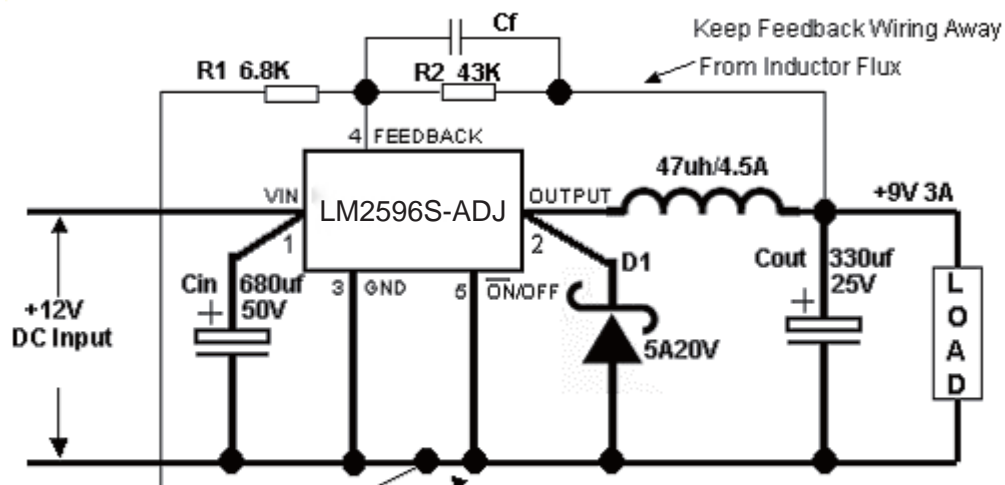 Cf
Keep Feedback Wiring Away
From Inductor Flux
R1 6.8K
R2 43K
4 FEEDBACK
47uh/4.5A
VIN
LM2596S-ADJ
OUTPUT
+9V 3A
1
2
D1
Cin
680uf
50V
3
GND
5
ON/OFF
Cout
330uf
25V
+
+
+12V
DC Input
5A20V
L
O
A
D